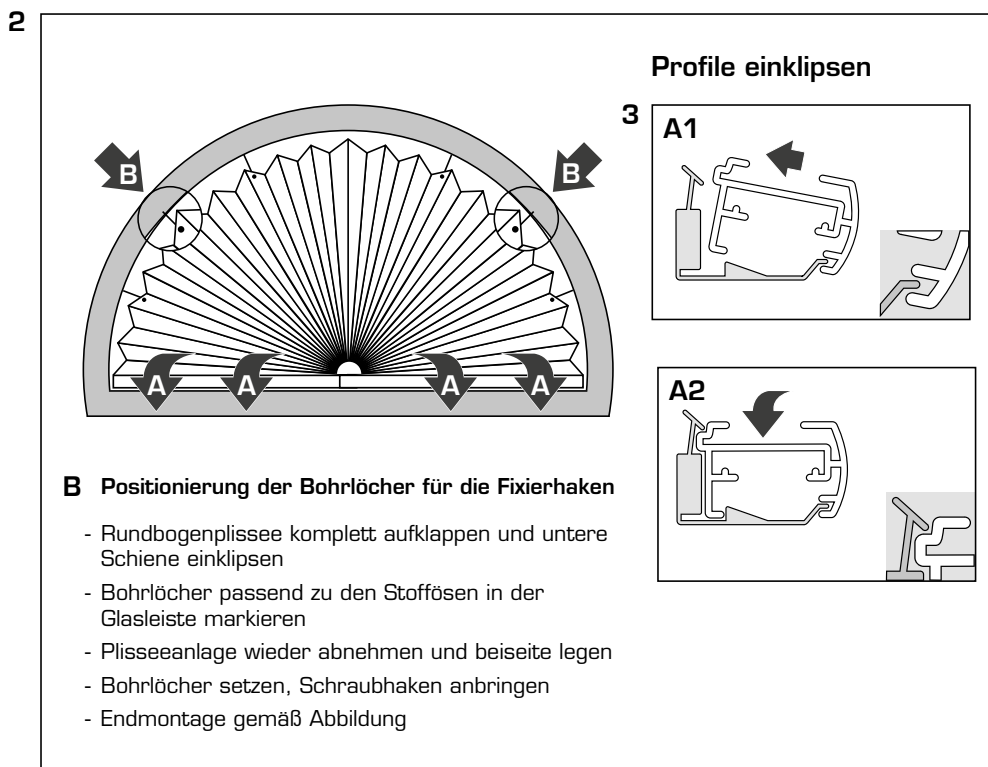 2
B
B
A
A
A
A
B Positionierung der Bohrlöcher für die Fixierhaken
- Rundbogenplissee komplett aufklappen und untere
Schiene einklipsen
- Bohrlöcher passend zu den Stoffösen in der
Glasleiste markieren
- Plisseeanlage wieder abnehmen und beiseite legen
- Bohrlöcher setzen, Schraubhaken anbringen
- Endmontage gemäß Abbildung
Profile einklipsen
3
A1
A2